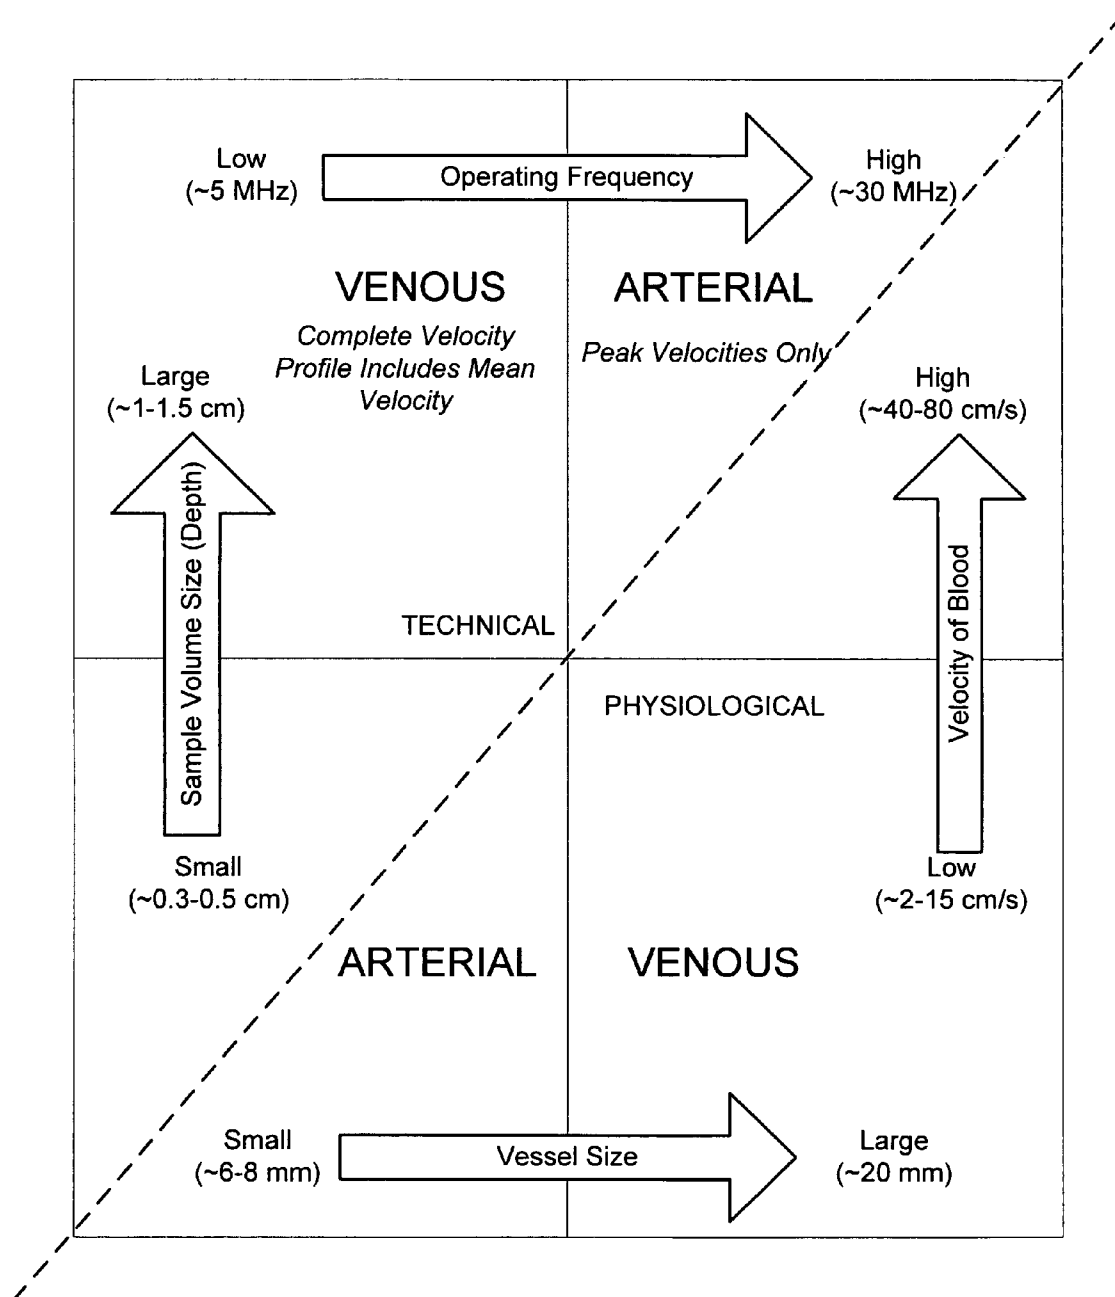 Low
(~5 MHz)
Operating Frequency
High
(~30 MHz)
VENOUS
Complete Velocity
Profile Includes Mean
Velocity
ARTERIAL
Peak Velocities Only
Large
(~1-1.5 cm)
High
(~40-80 cm/s)
Sample Volume Size (Depth)
Velocity of Blood
TECHNICAL
PHYSIOLOGICAL
Small
(~0.3-0.5 cm)
Low
(~2-15 cm/s)
ARTERIAL
VENOUS
Small
(~6-8 mm)
Vessel Size
Large
(~20 mm)